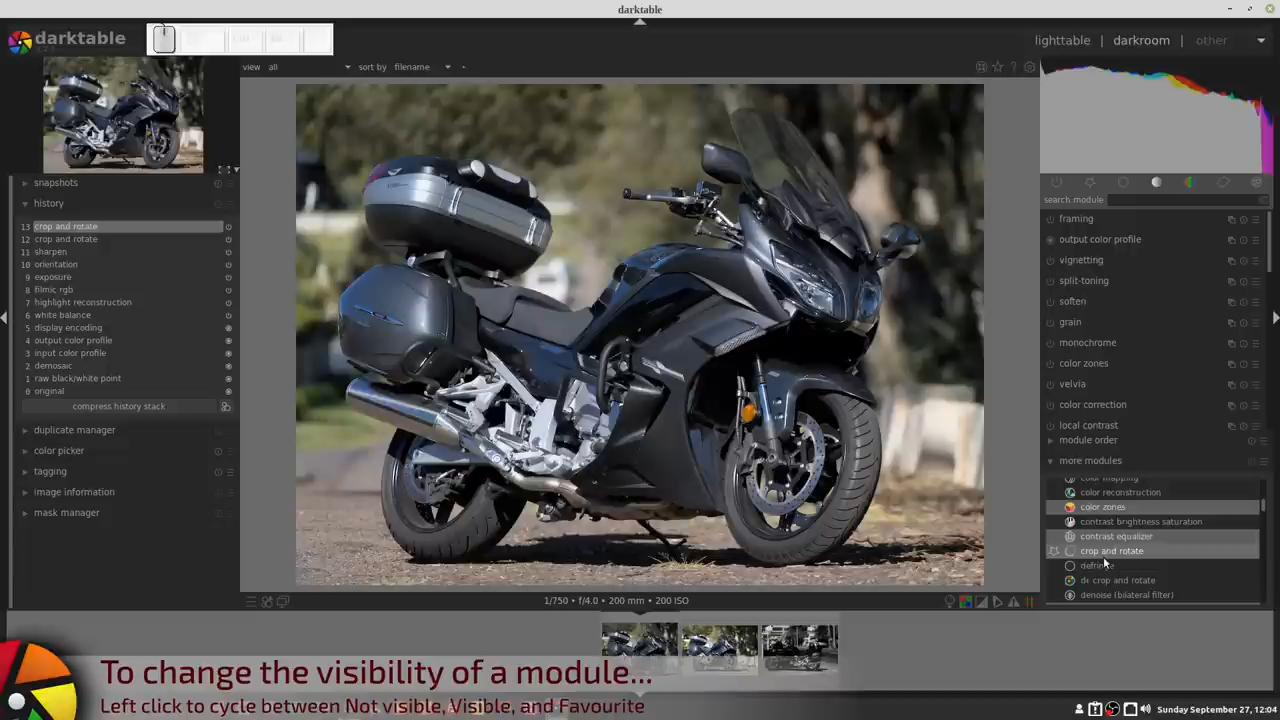 darktable
darktable
lighttable | darkroom | other
view all sort by filename
snapshots
history
13 crop and rotate
12 crop and rotate
11 sharpen
10 orientation
9 exposure
8 filmic rgb
7 highlight reconstruction
6 white balance
5 display encoding
4 output color profile
3 input color profile
2 demosaic
1 raw black/white point
0 original
compress history stack
duplicate manager
color picker
tagging
image information
mask manager
1/750 • f/4.0 • 200 mm • 200 ISO
search module
framing
output color profile
vignetting
split-toning
soften
grain
monochrome
color zones
velvia
color correction
local contrast
module order
more modules
color mapping
color reconstruction
color zones
contrast brightness saturation
contrast equalizer
crop and rotate
defringe
crop and rotate
denoise (bilateral filter)
To change the visibility of a module...
Left click to cycle between Not visible, Visible, and Favourite
Sunday September 27, 12:04